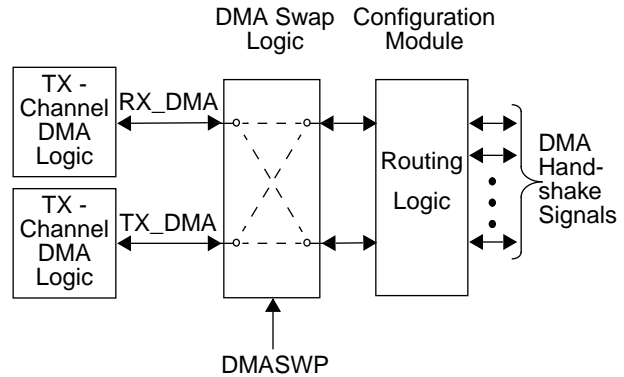 DMA Swap
Logic
Configuration
Module
TX -
Channel
DMA
Logic
RX_DMA
TX -
Channel
DMA
Logic
TX_DMA
Routing
Logic
DMA
Hand-
shake
Signals
DMASWP